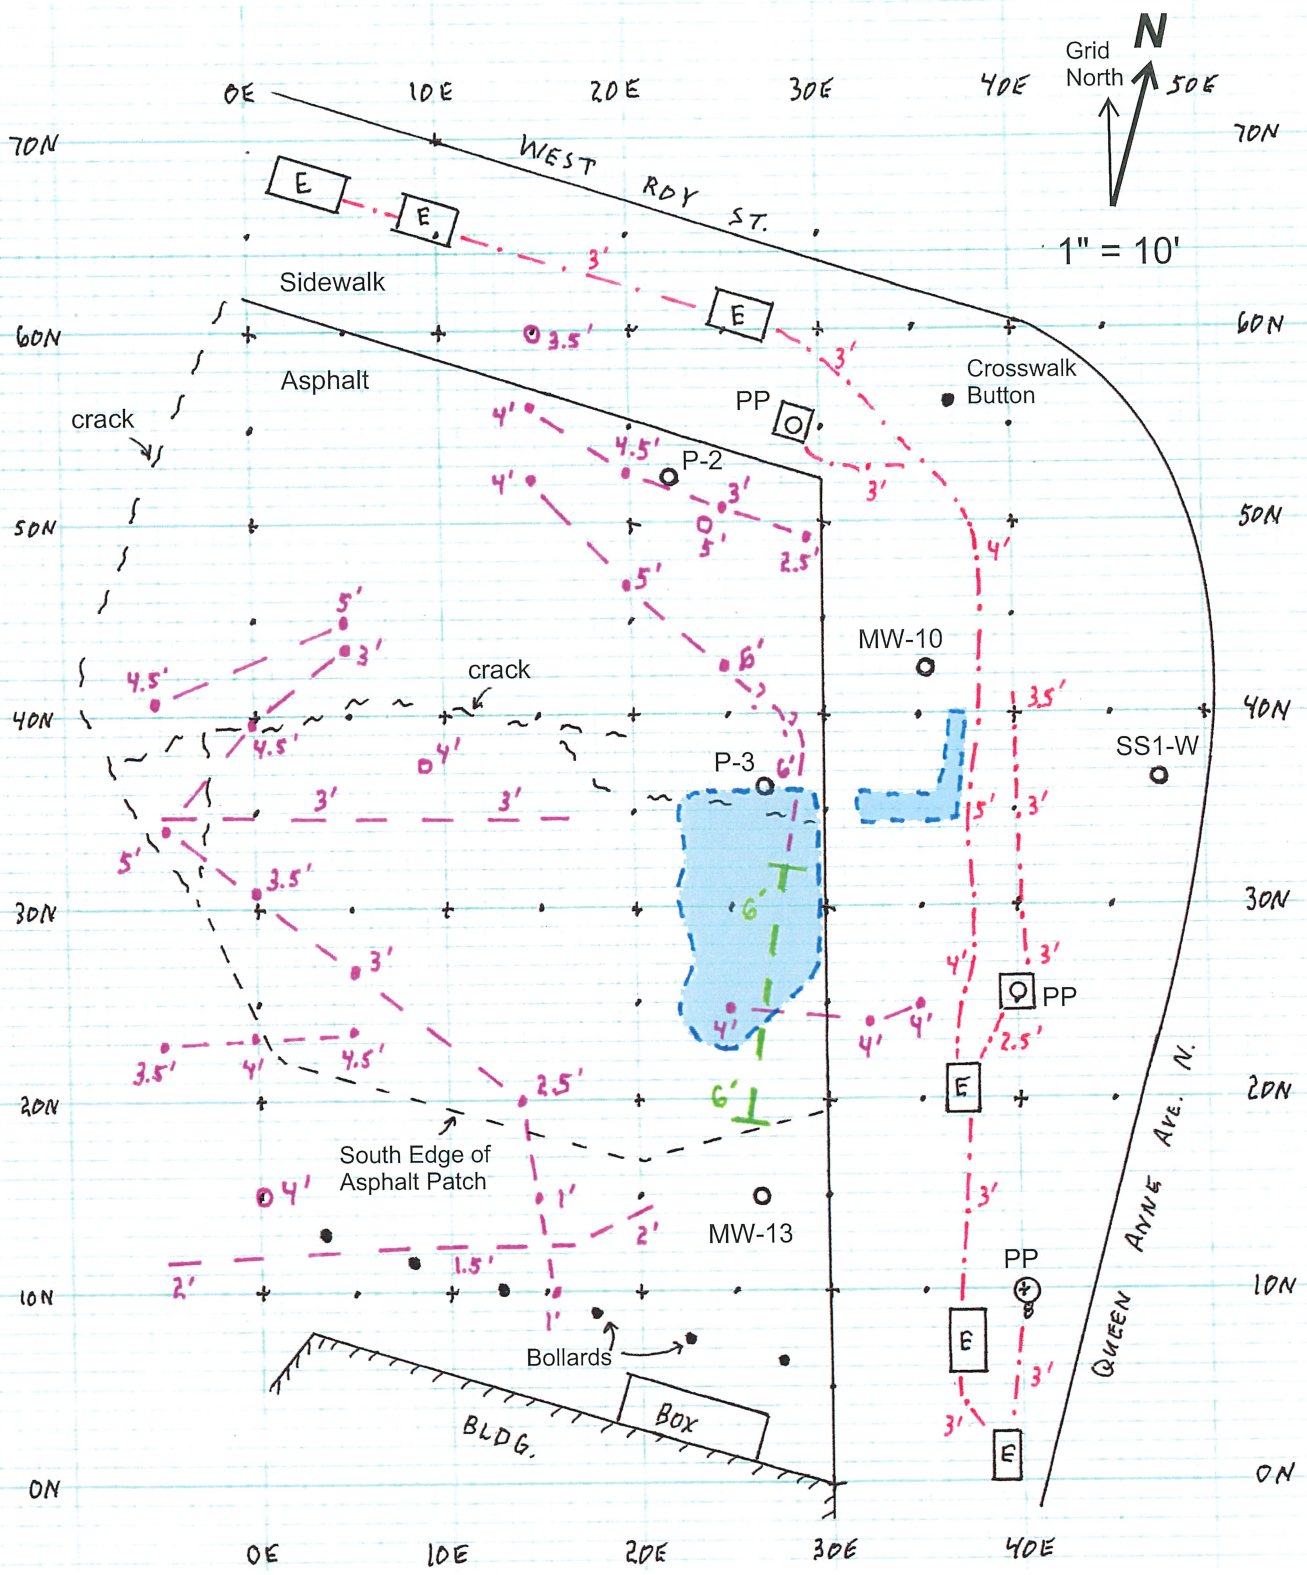 N
Grid
North
0E 10E 20E 30E 40E 50E
70N 70N
WEST ROY ST.
E
E
1" = 10'
3'
Sidewalk
E
60N 60N
3.5'
3'
Crosswalk
Button
Asphalt
PP
4'
crack
4.5'
P-2
4'
3'
3'
50N 50N
5'
2.5'
4'
5'
5'
MW-10
3'
6'
crack
4.5'
3.5'
40N 40N
4.5'
4'
SS1-W
P-3
6'
3' 3'
5'
3'
5'
3.5'
30N 30N
6'
3'
4'
3'
PP
4'
4'
4'
2.5'
3.5'
4'
4.5'
2.5'
E
20N 20N
6'
South Edge of
Asphalt Patch
4'
1'
3'
2'
MW-13
1.5'
PP
2'
10N 10N
1'
E
Bollards
3'
BOX
3'
BLDG.
E
QUEEN ANNE AVE. N.
0N 0N
0E 10E 20E 30E 40E